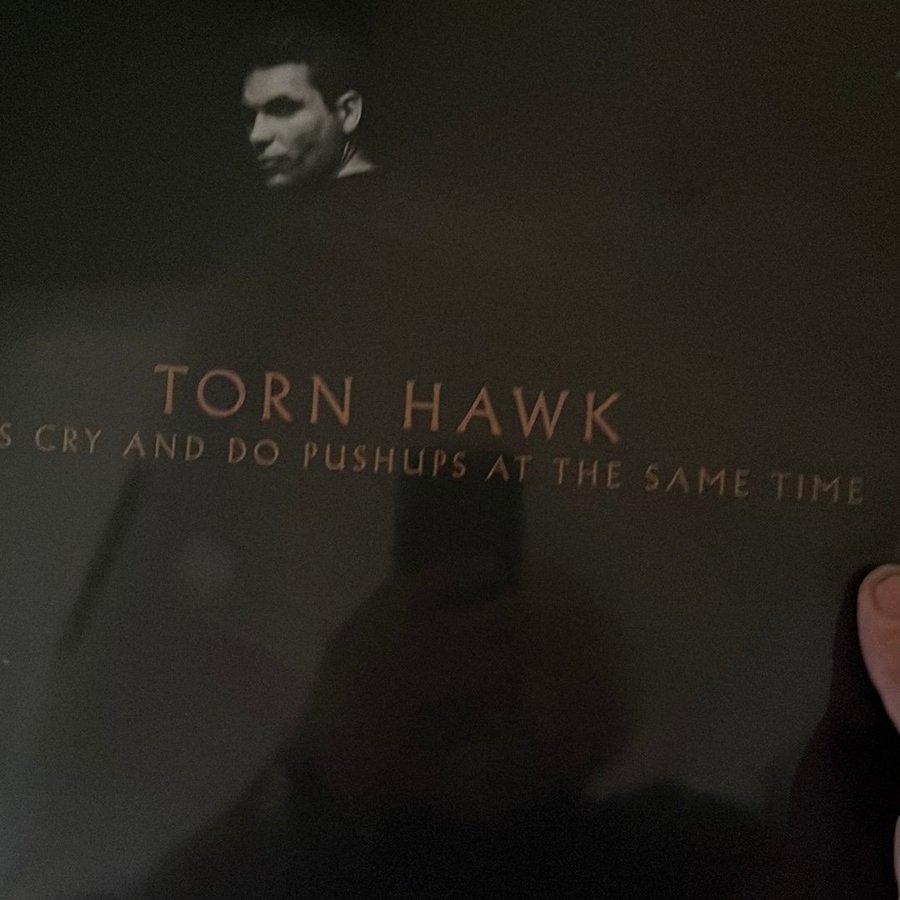 TORN HAWK
S CRY AND DO PUSHUPS AT THE SAME TIME